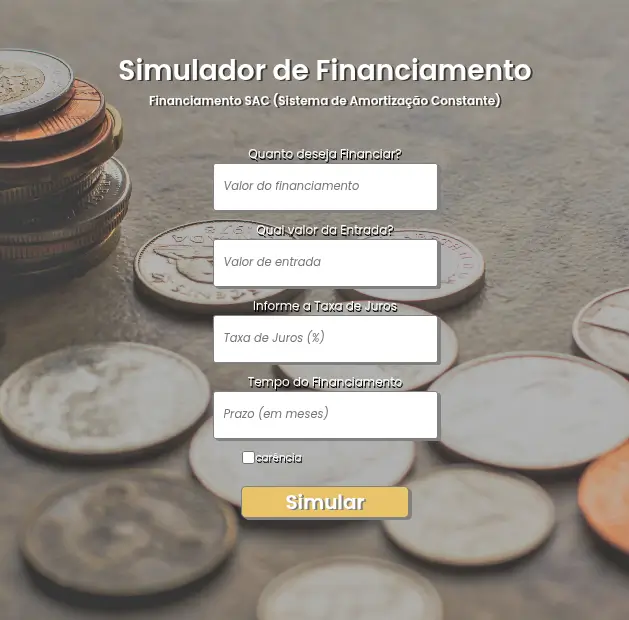 Simulador de Financiamento
Financiamento SAC (Sistema de Amortização Constante)
Quanto deseja Financiar?
Valor do financiamento
Qual valor da Entrada?
Valor de entrada
Informe a Taxa de Juros
Taxa de Juros (%)
Tempo do Financiamento
Prazo (em meses)
carência
Simular